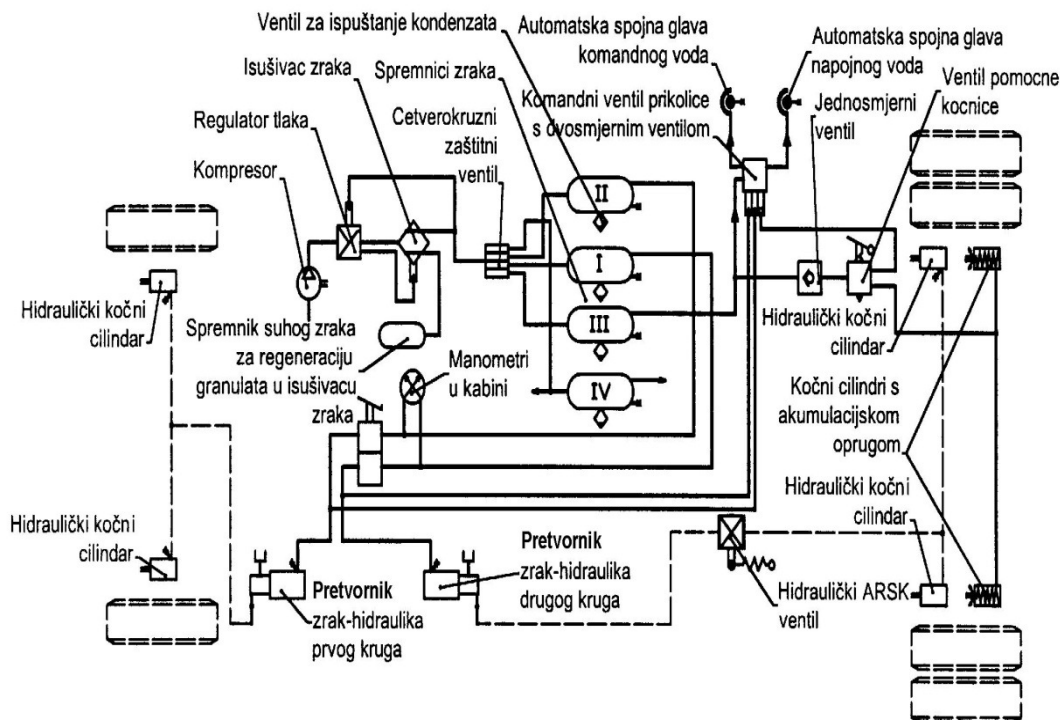 Ventil za ispuštanje kondenzata
Isušivac zraka
Regulator tlaka
Kompresor
Spremnici zraka
Cetverokruzni
zaštitni
ventil
Automatska spojna glava
komandnog voda
Komandni ventil prikolice
s dvosmjernim ventilom
Automatska spojna glava
napojnog voda
Jednosmjerni
ventil
Ventil pomocne
kocnice
II
I
III
IV
Hidraulički kočni
cilindar
Spremnik suhog zraka
za regeneraciju
granulata u isušivacu
zraka
Manometri
u kabini
Hidraulički kočni
cilindar
Kočni cilindri s
akumulacijskom
oprugom
Hidraulički kočni
cilindar
Hidraulički kočni
cilindar
Pretvornik
zrak-hidraulika
prvog kruga
Pretvornik
zrak-hidraulika
drugog kruga
Hidraulički ARSK
ventil